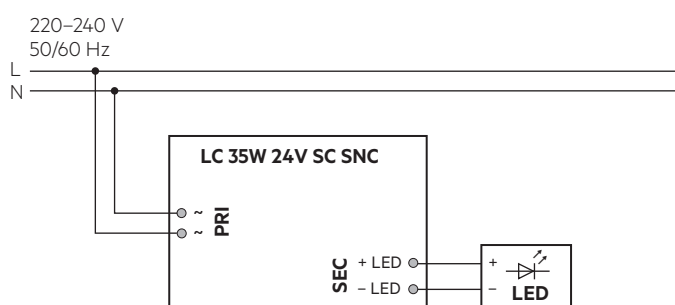 220–240 V
50/60 Hz
L
N
LC 35W 24V SC SNC
~
~
PRI
SEC
+ LED
– LED
+
–
LED